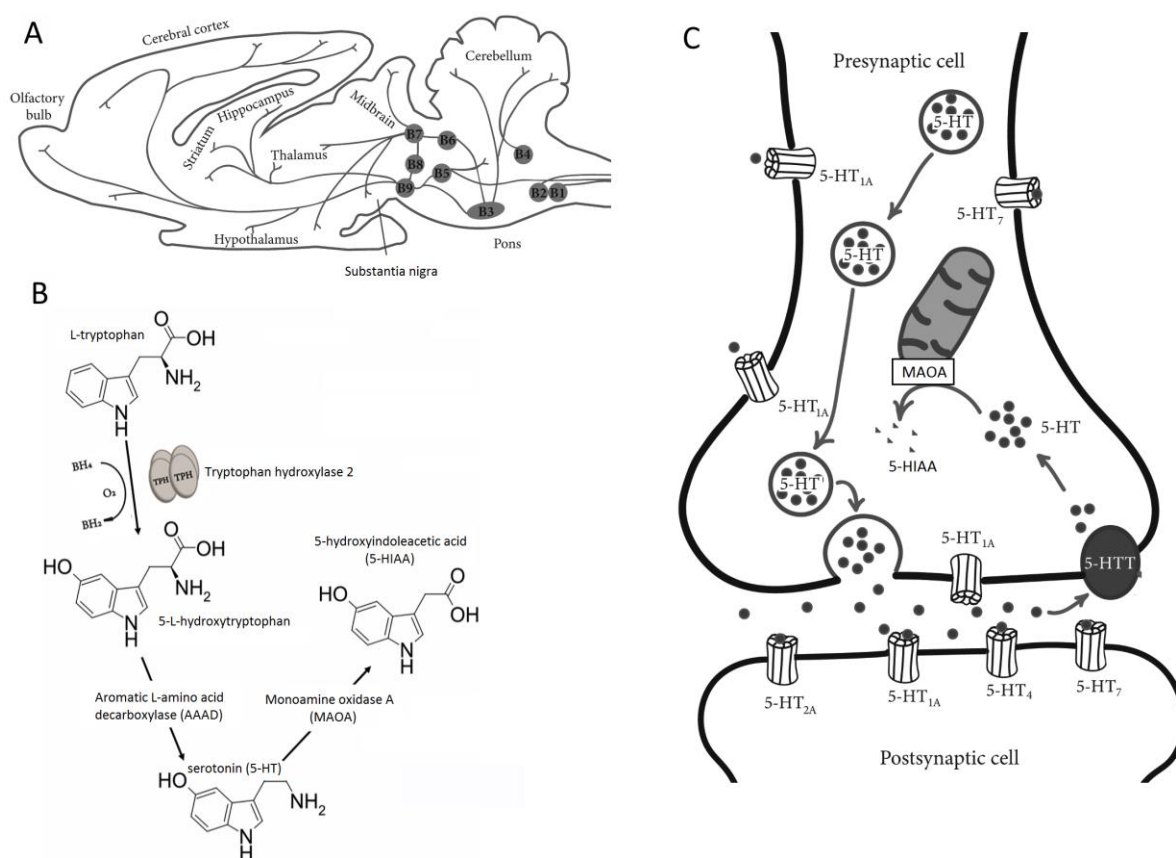 A
Cerebral cortex
Olfactory
bulb
Hippocampus
Striatum
Thalamus
Midbrain
Cerebellum
B7
B6
B8
B5
B9
B4
B3
B2
B1
Hypothalamus
Pons
Substantia nigra
B
L-tryptophan
O
OH
NH₂
N
H
BH₄
O₂
BH₂
TPH
TPH
Tryptophan hydroxylase 2
HO
O
OH
NH₂
N
H
5-L-hydroxytryptophan
5-hydroxyindoleacetic acid
(5-HIAA)
HO
O
OH
N
H
Aromatic L-amino acid
decarboxylase (AAAD)
Monoamine oxidase A
(MAOA)
serotonin (5-HT)
HO
NH₂
N
H
C
Presynaptic cell
5-HT
5-HT₁A
5-HT₇
5-HT
MAOA
5-HT₁A
5-HT
5-HIAA
5-HT
5-HT₁A
5-HTT
5-HT₂A
5-HT₁A
5-HT₄
5-HT₇
Postsynaptic cell